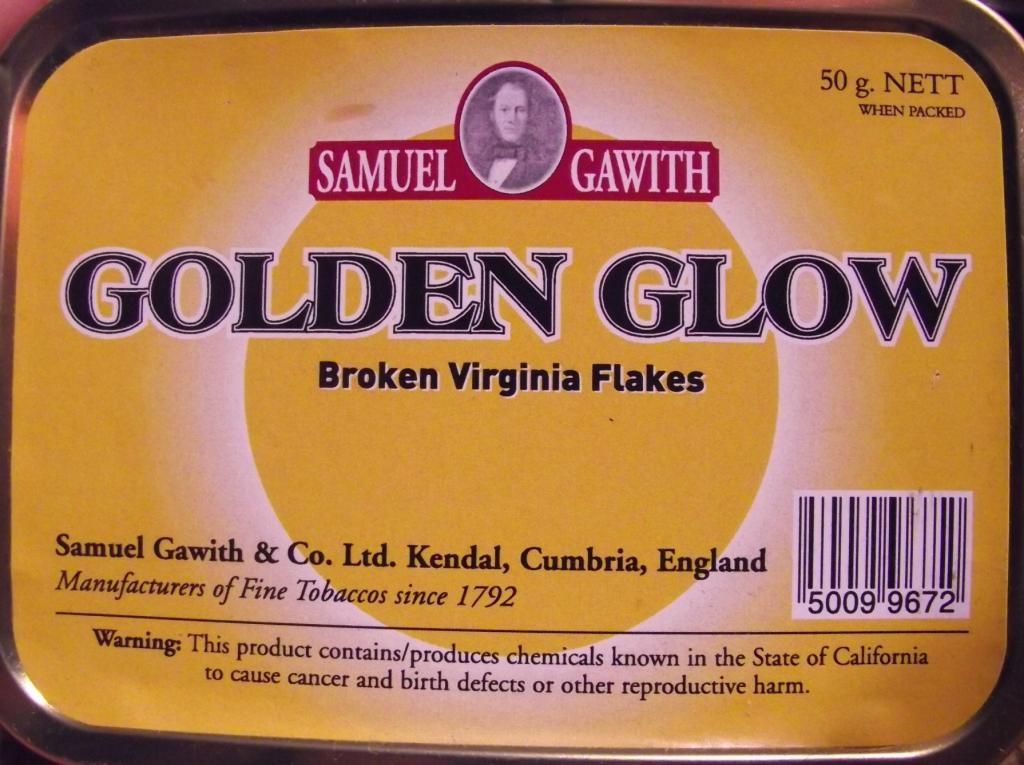 50 g. NETT
WHEN PACKED
SAMUEL GAWITH
GOLDEN GLOW
Broken Virginia Flakes
Samuel Gawith & Co. Ltd. Kendal, Cumbria, England
Manufacturers of Fine Tobaccos since 1792
5009 9672
Warning: This product contains/produces chemicals known in the State of California
to cause cancer and birth defects or other reproductive harm.